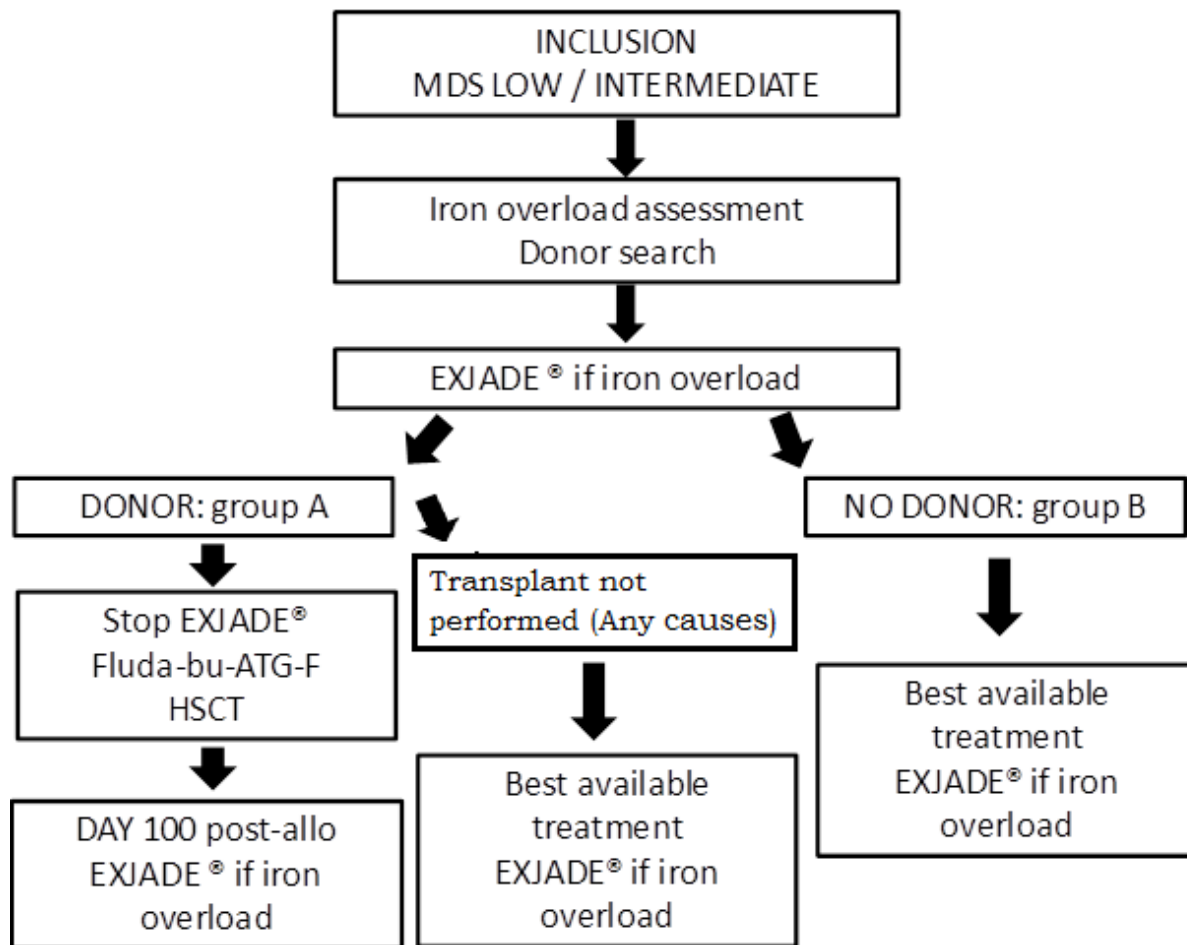 INCLUSION
MDS LOW / INTERMEDIATE
Iron overload assessment
Donor search
EXJADE ® if iron overload
DONOR: group A
NO DONOR: group B
Transplant not
performed (Any causes)
Stop EXJADE®
Fluda-bu-ATG-F
HSCT
Best available
treatment
EXJADE® if iron
overload
DAY 100 post-allo
EXJADE ® if iron
overload
Best available
treatment
EXJADE® if iron
overload